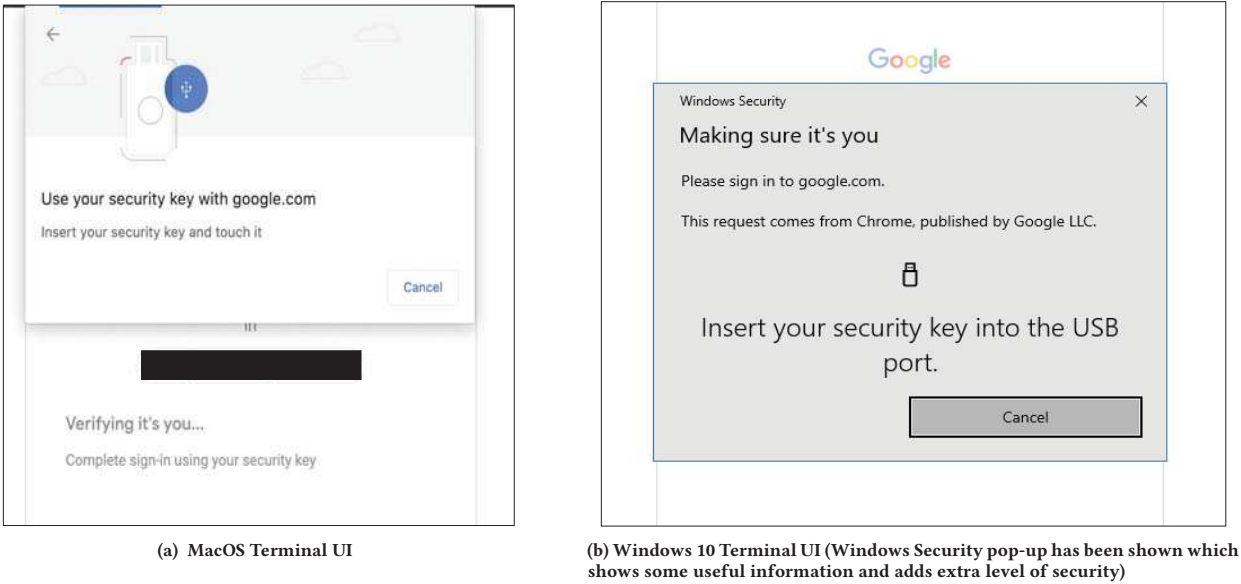 Use your security key with google.com
Insert your security key and touch it
Cancel
in
Verifying it's you...
Complete sign-in using your security key
(a) MacOS Terminal UI
Google
Windows Security
Making sure it's you
Please sign in to google.com.
This request comes from Chrome, published by Google LLC.
Insert your security key into the USB
port.
Cancel
(b) Windows 10 Terminal UI (Windows Security pop-up has been shown which
shows some useful information and adds extra level of security)